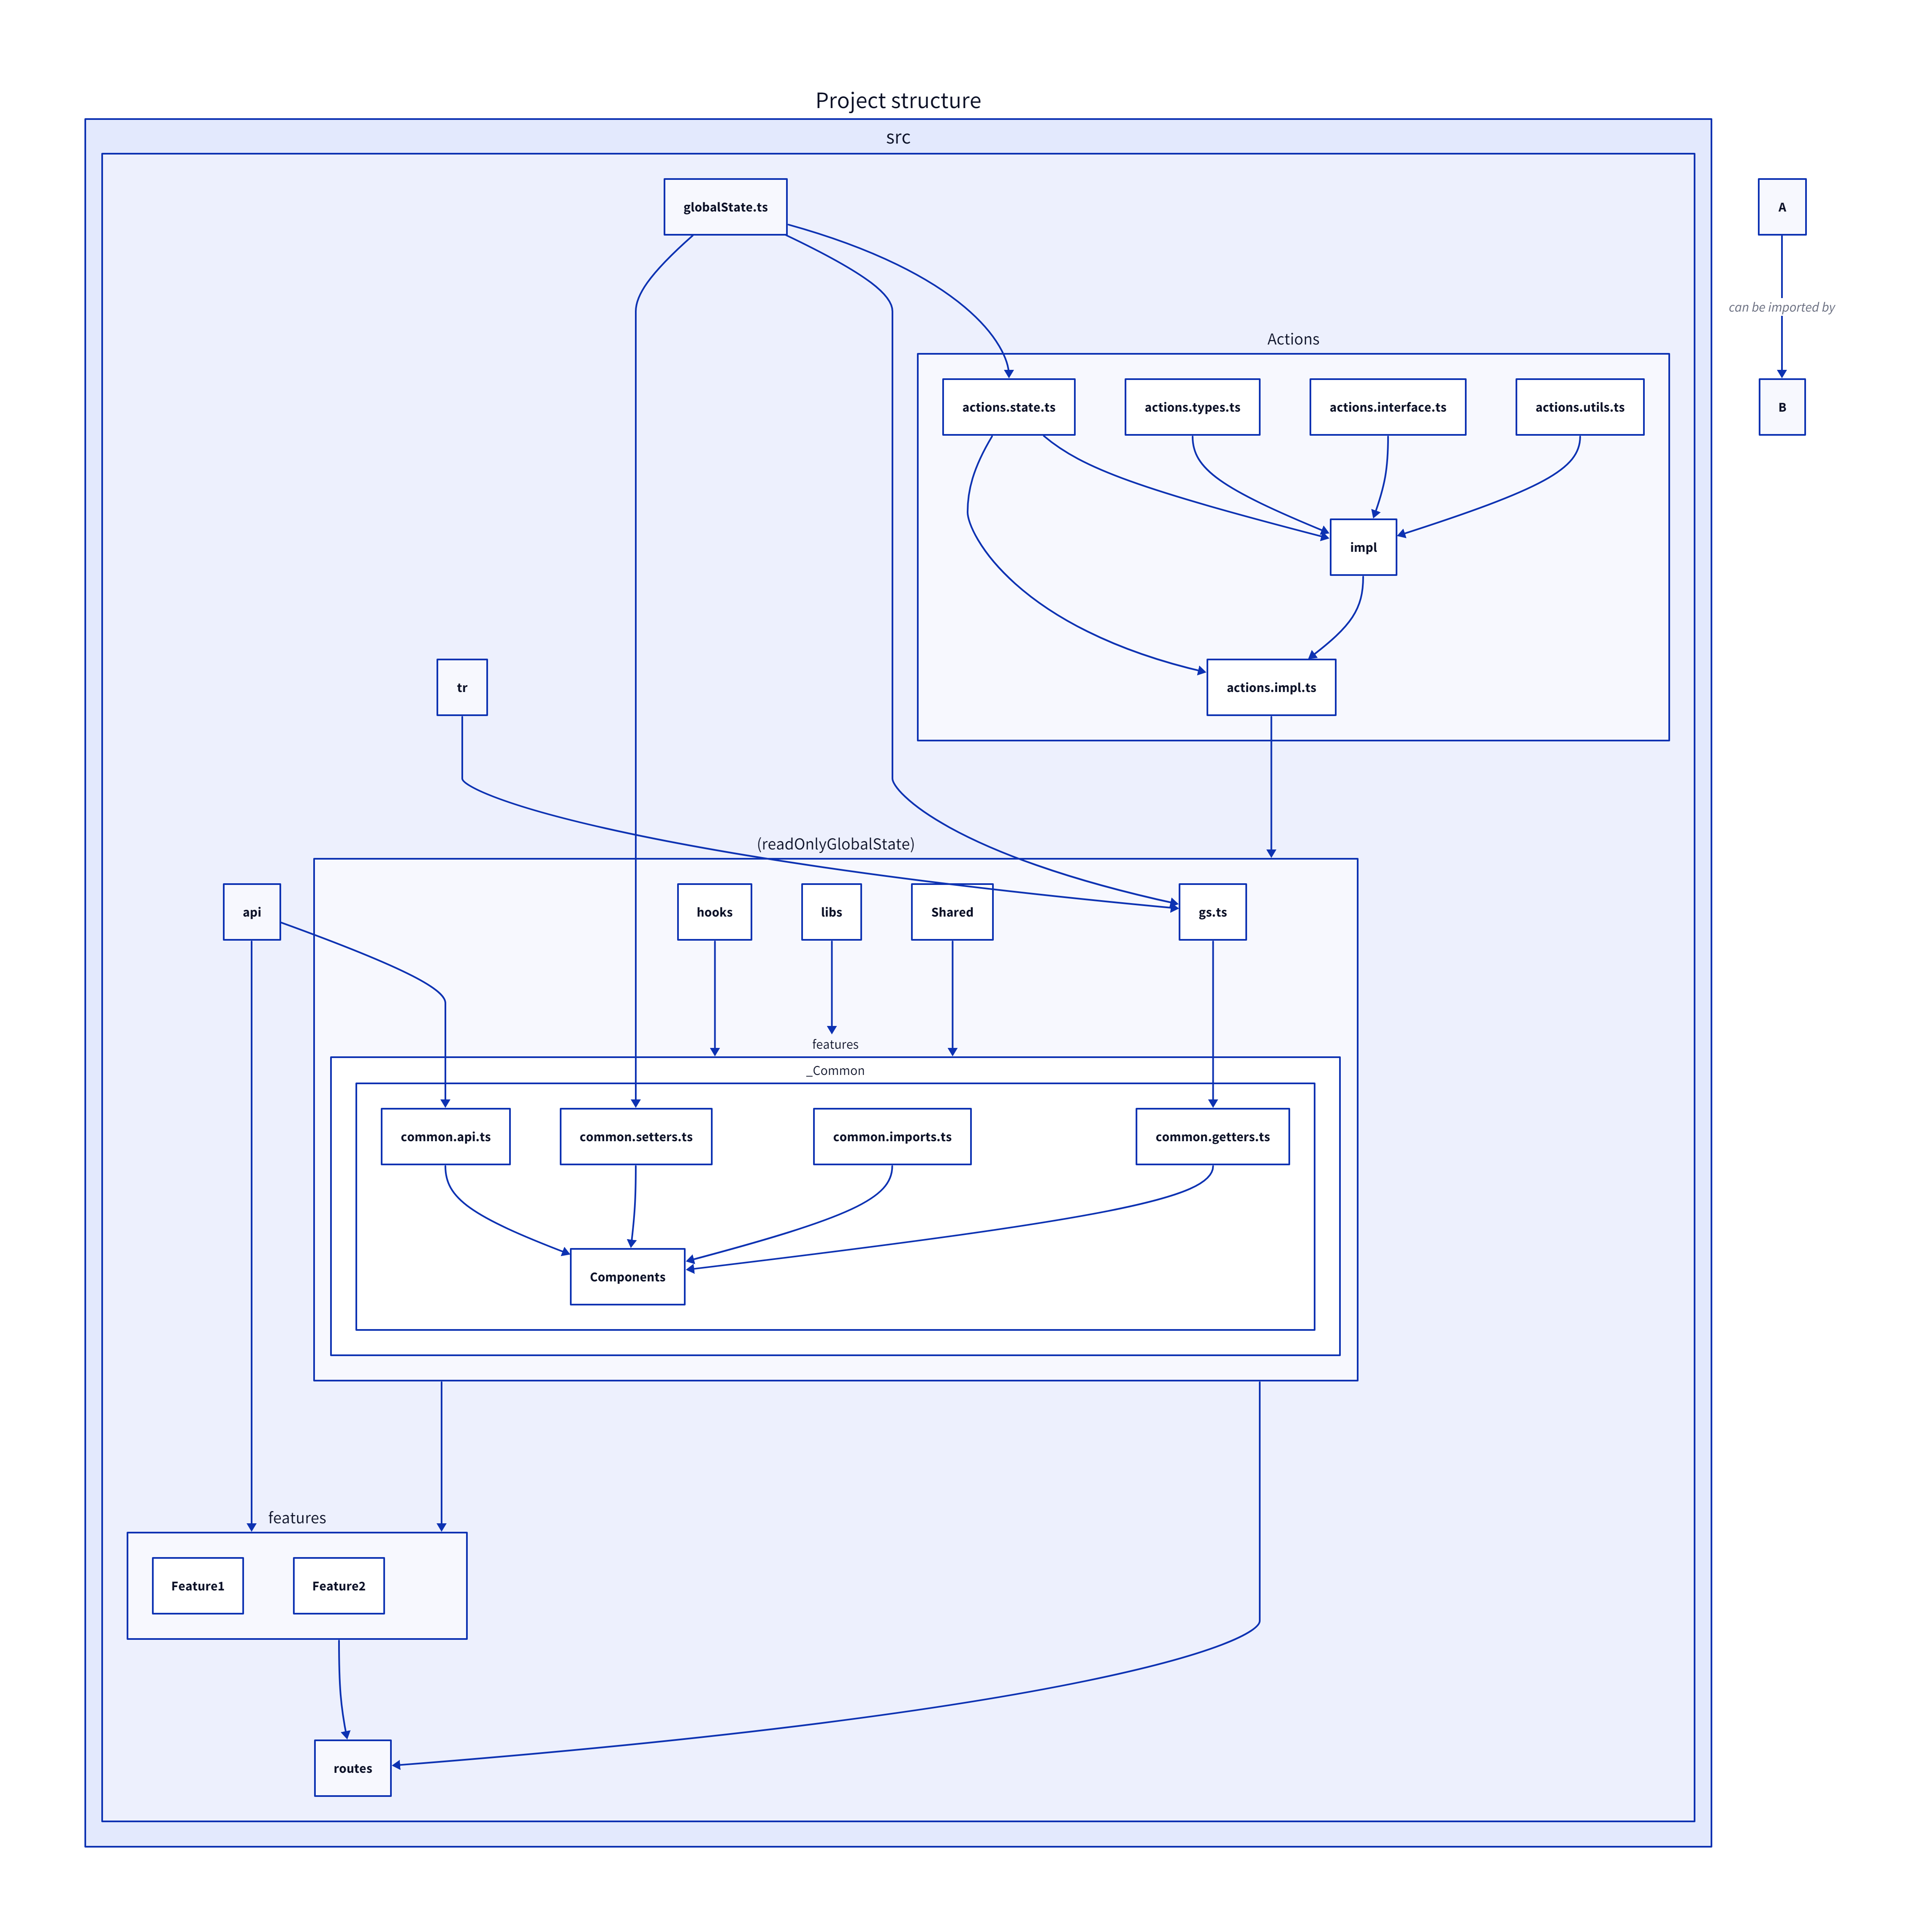 Project structure
src
globalState.ts
A
can be imported by
Actions
actions.state.ts
actions.types.ts
actions.interface.ts
actions.utils.ts
B
impl
tr
actions.impl.ts
(readOnlyGlobalState)
api
hooks
libs
Shared
gs.ts
features
_Common
common.api.ts
common.setters.ts
common.imports.ts
common.getters.ts
Components
features
Feature1
Feature2
routes